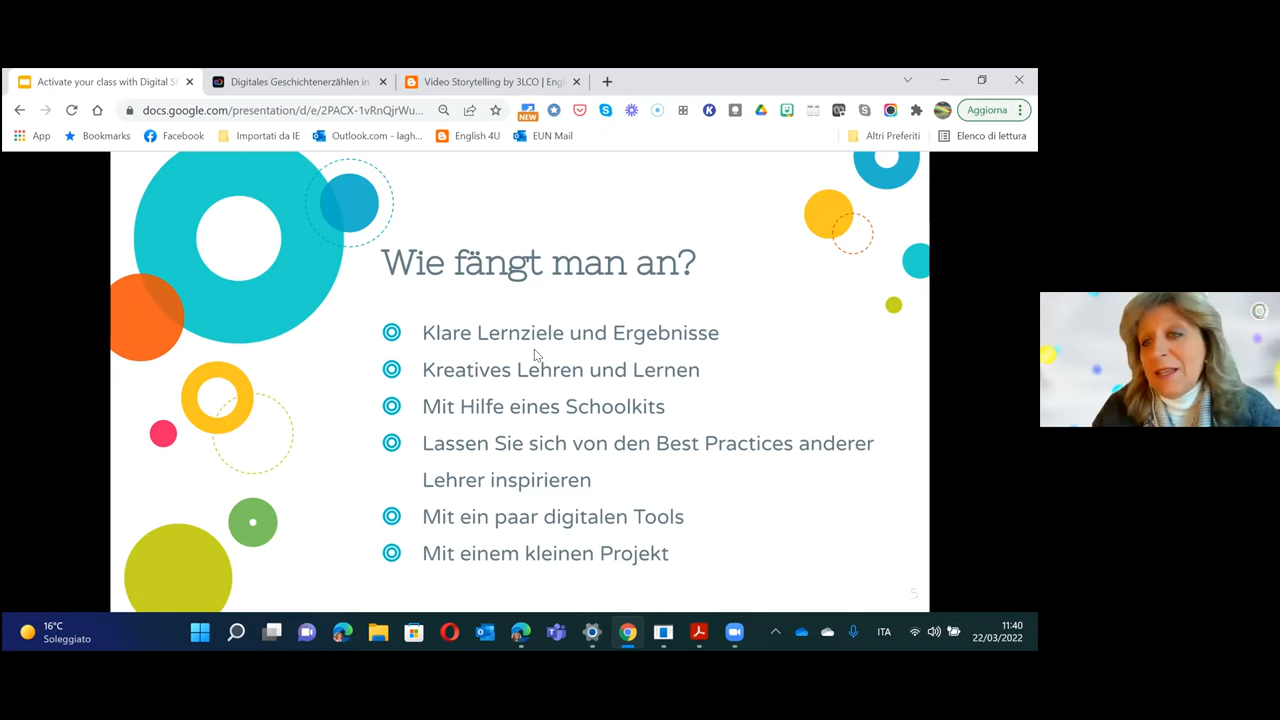 Activate your class with Digital S
Digitales Geschichtenerzählen in
Video Storytelling by 3LCO | Eng
docs.google.com/presentation/d/e/2PACX-1vRnQjrWu...
NEW
Aggiorna
App
Bookmarks
Facebook
Importati da IE
Outlook.com - lagh...
English 4U
EUN Mail
Altri Preferiti
Elenco di lettura
Wie fängt man an?
Klare Lernziele und Ergebnisse
Kreatives Lehren und Lernen
Mit Hilfe eines Schoolkits
Lassen Sie sich von den Best Practices anderer
Lehrer inspirieren
Mit ein paar digitalen Tools
Mit einem kleinen Projekt
5
16°C
Soleggiato
ITA
11:40
22/03/2022